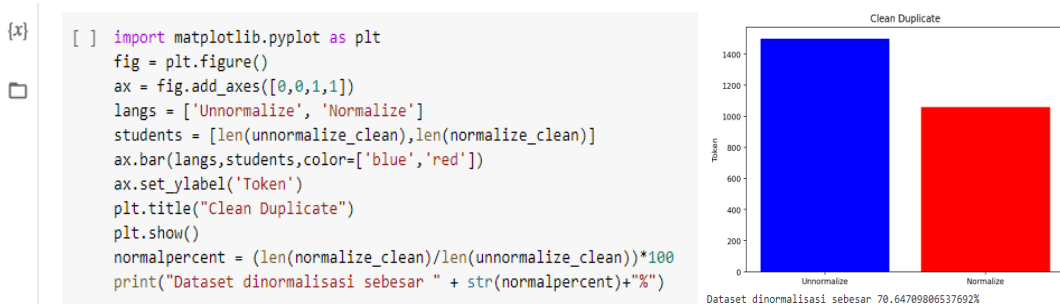 {x}
[ ] import matplotlib.pyplot as plt
fig = plt.figure()
ax = fig.add_axes([0,0,1,1])
langs = ['Unnormalize', 'Normalize']
students = [len(unnormalize_clean),len(normalize_clean)]
ax.bar(langs,students,color=['blue','red'])
ax.set_ylabel('Token')
plt.title("Clean Duplicate")
plt.show()
normalpercent = (len(normalize_clean)/len(unnormalize_clean))*100
print("Dataset dinormalisasi sebesar " + str(normalpercent)+"%")
Clean Duplicate
1400
1200
1000
800
600
400
200
0
Token
Unnormalize
Normalize
Dataset dinormalisasi sebesar 70.64709806537692%